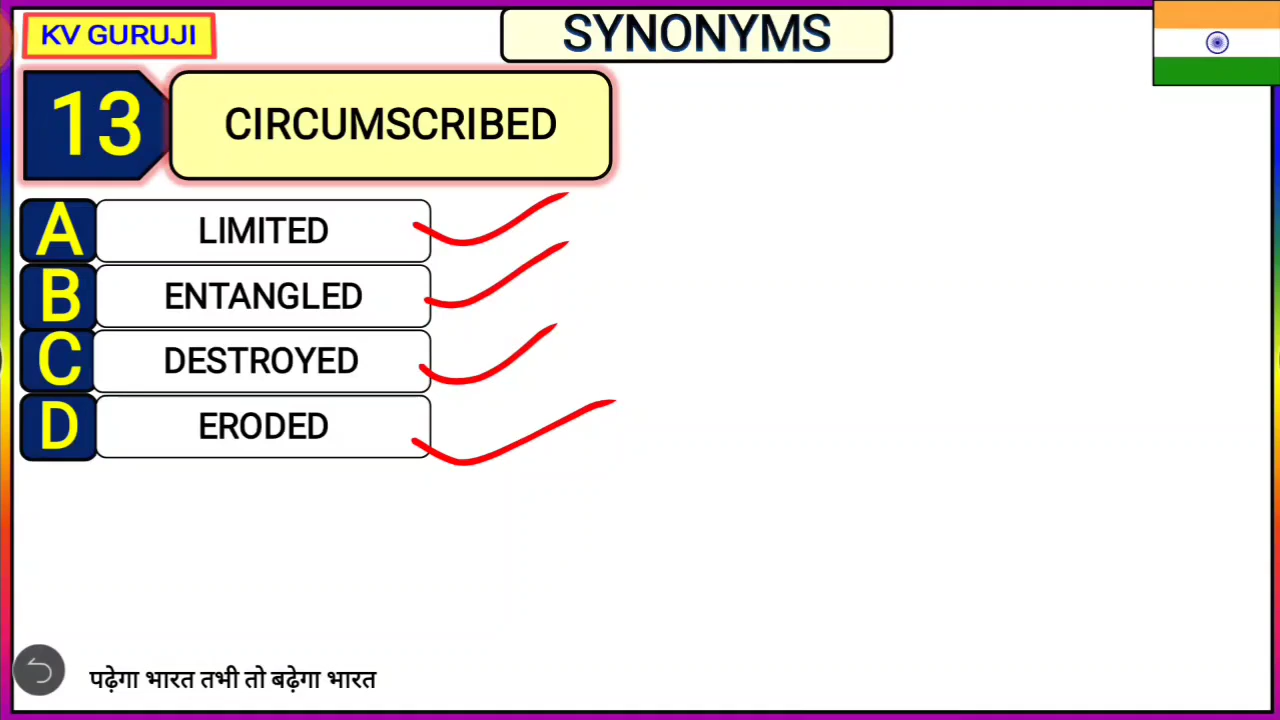 KV GURUJI
SYNONYMS
13 CIRCUMSCRIBED
A LIMITED
B ENTANGLED
C DESTROYED
D ERODED
पढ़ेगा भारत तभी तो बढ़ेगा भारत